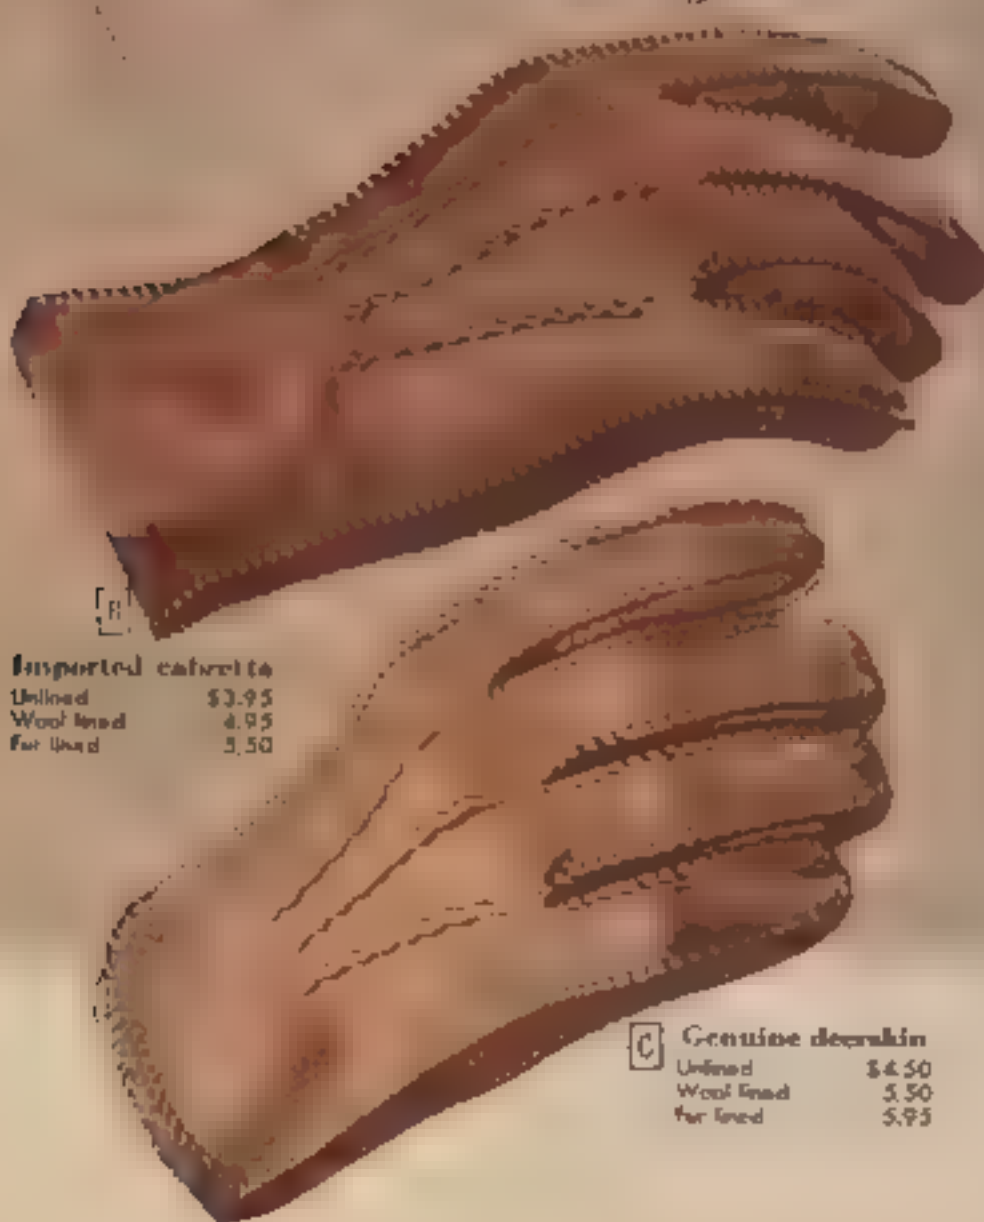 B
Imported cabretta
Unlined $3.95
Wool lined 4.95
Fur lined 5.50
C
Genuine deerskin
Unlined $4.50
Wool lined 5.50
Fur lined 5.95